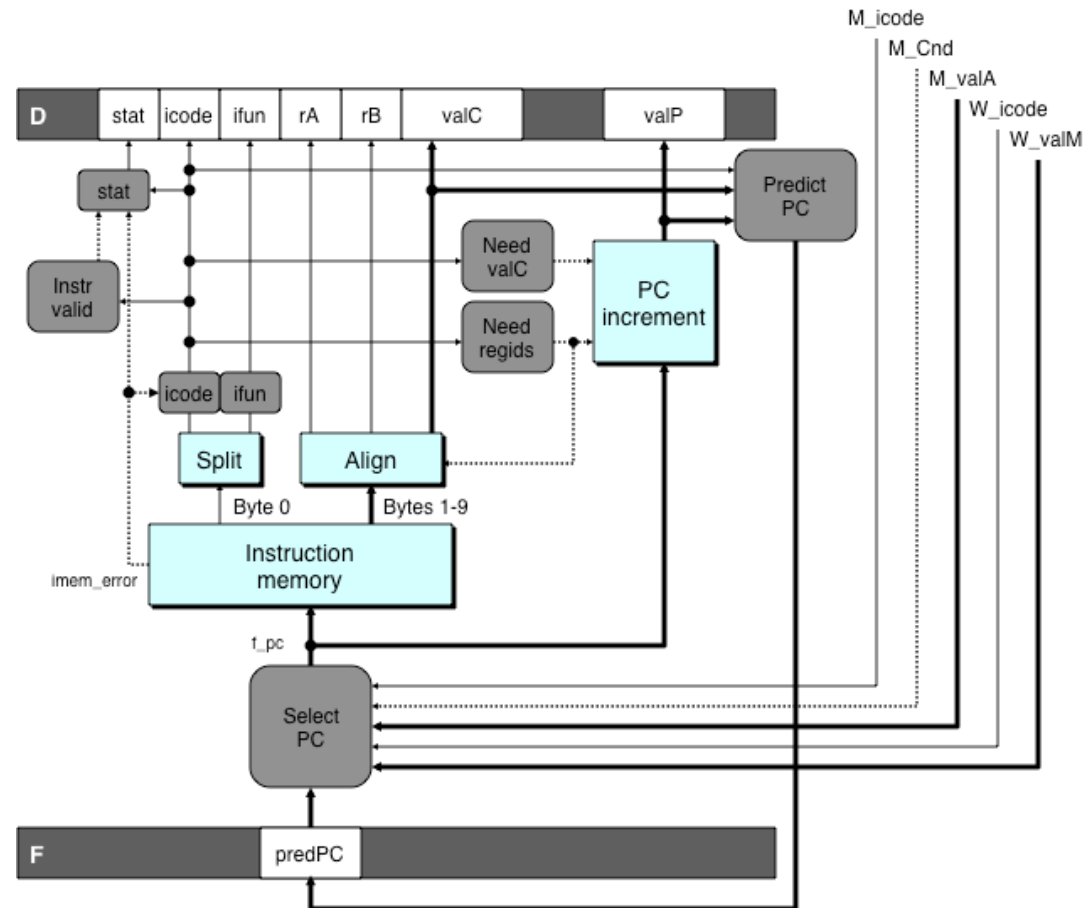 M_icode
M_Cnd
M_valA
W_icode
W_valM
D
stat
icode
ifun
rA
rB
valC
valP
stat
Predict
PC
Need
valC
Instr
valid
PC
increment
Need
regids
icode
ifun
Split
Align
Byte 0
Bytes 1-9
Instruction
memory
imem_error
f_pc
Select
PC
F
predPC